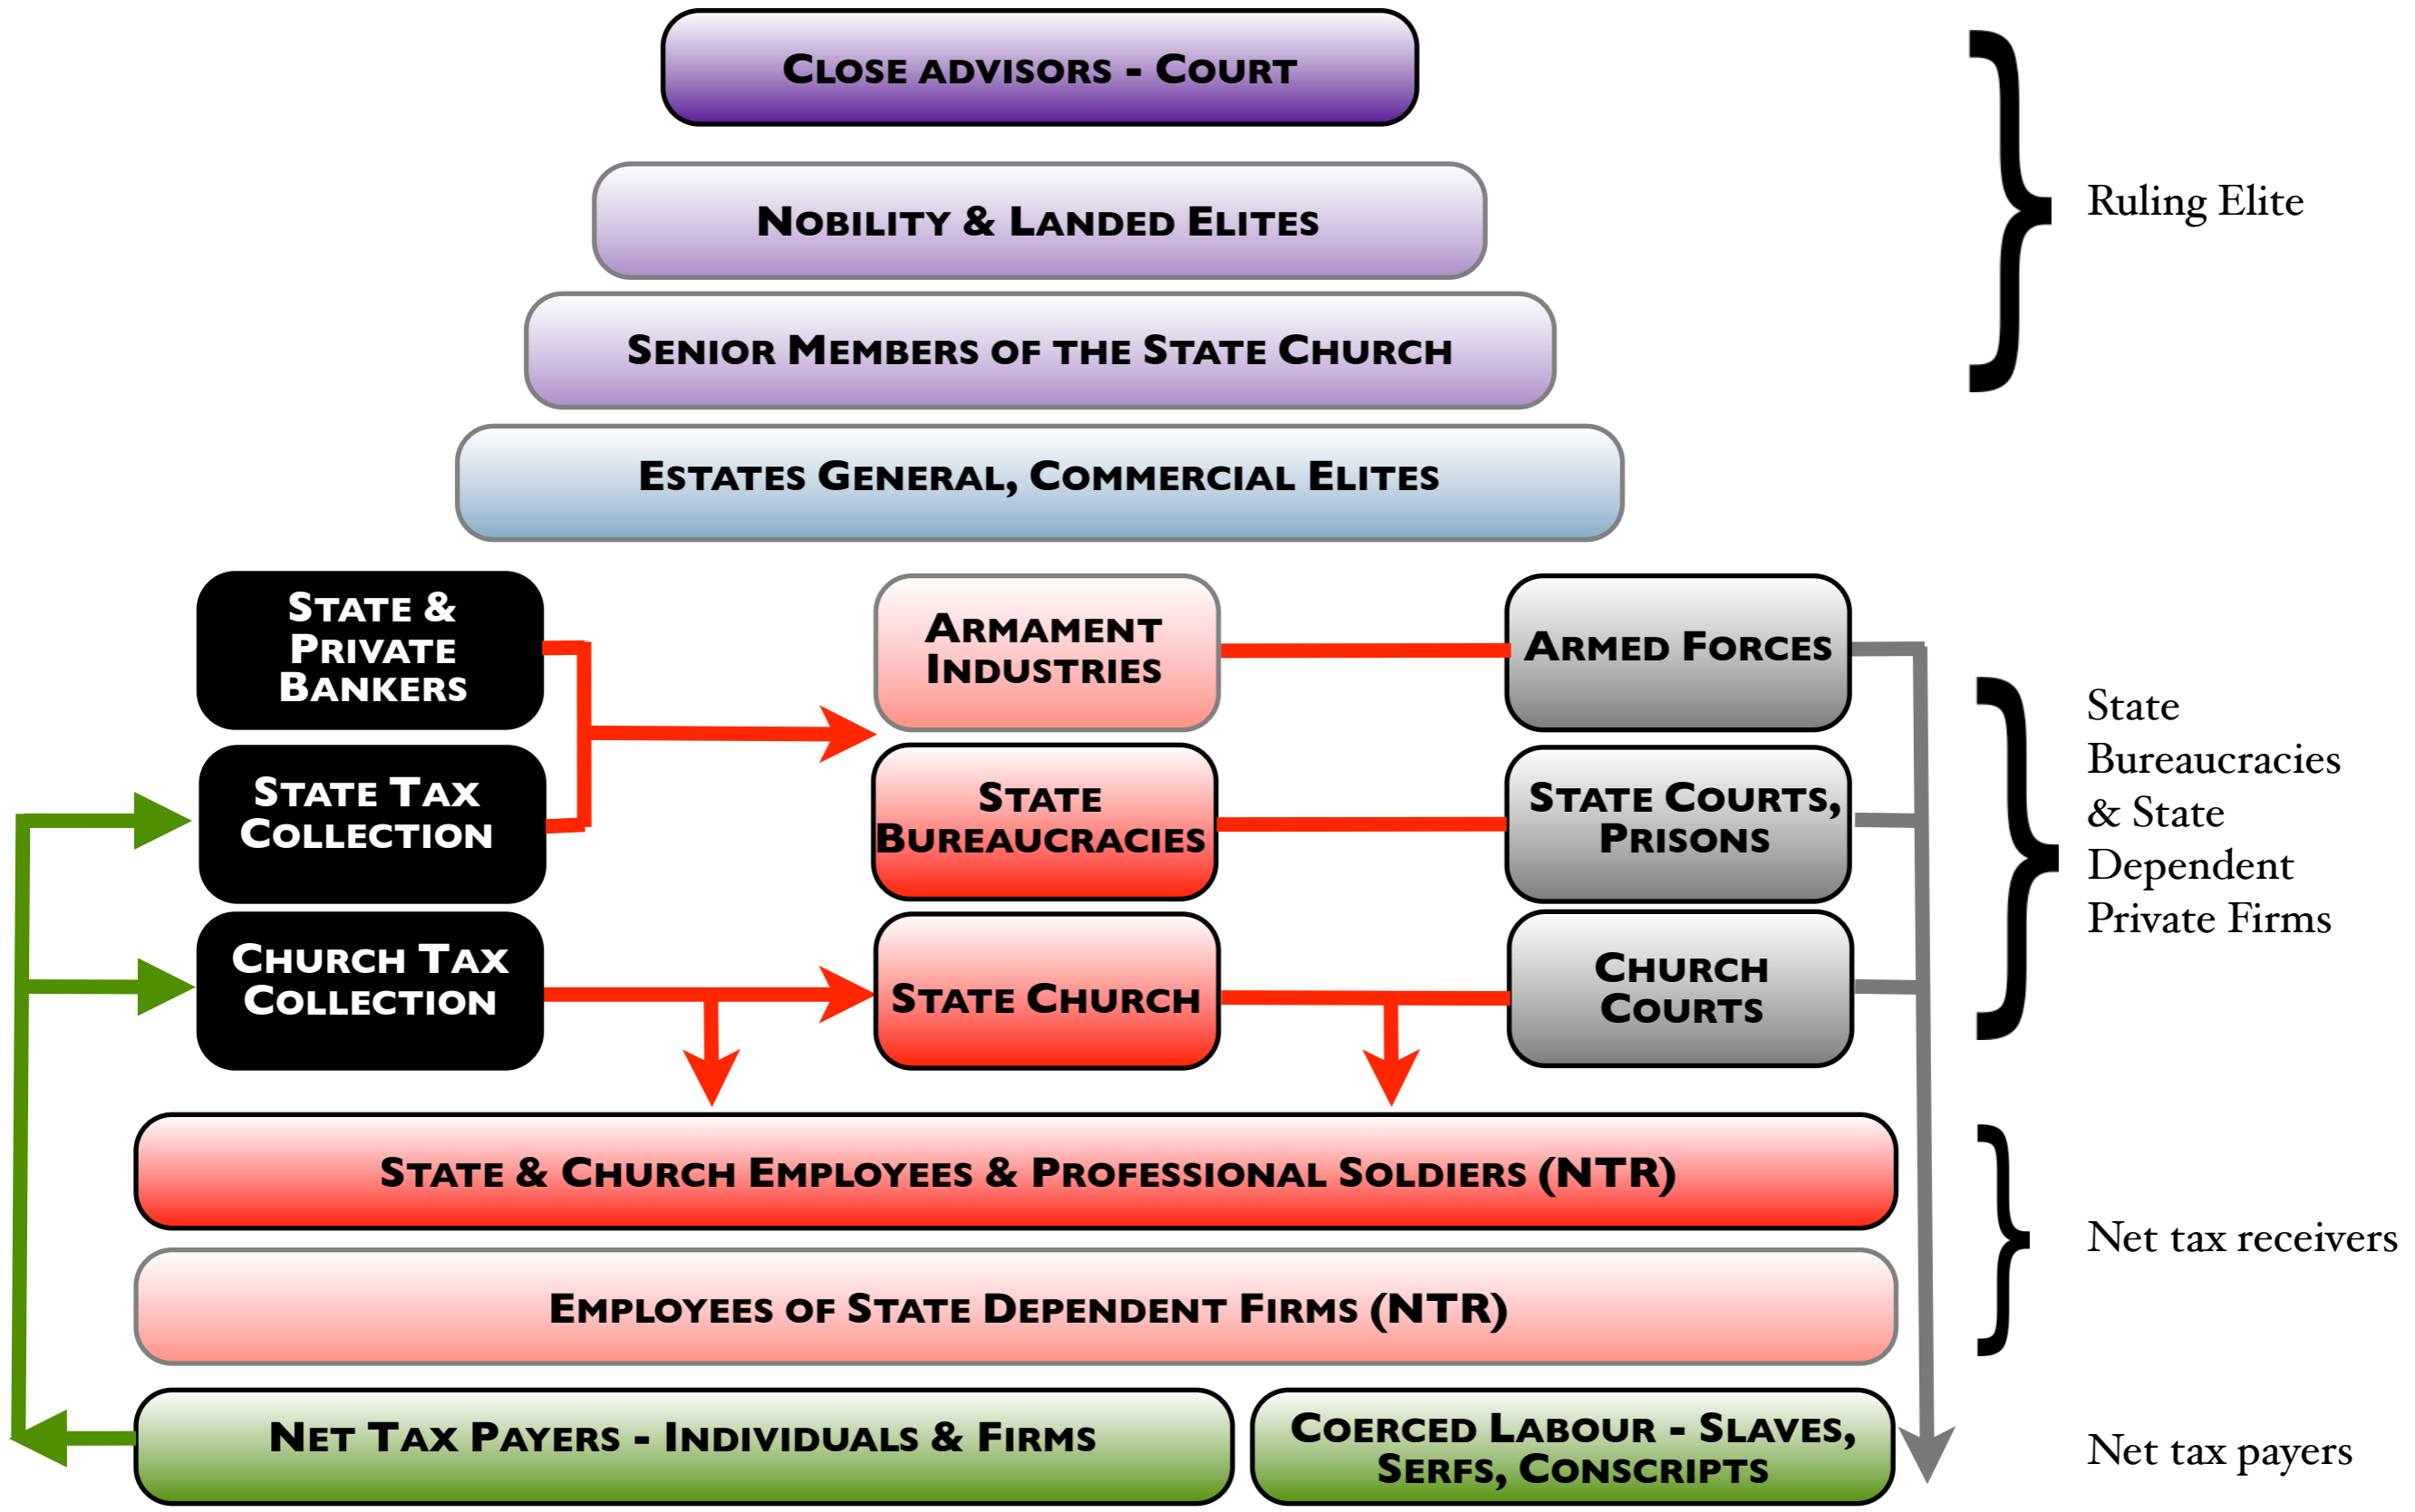 Close advisors - Court
Nobility & Landed Elites
Ruling Elite
Senior Members of the State Church
Estates General, Commercial Elites
State &
Private
Bankers
Armament
Industries
Armed Forces
State Tax
Collection
State
Bureaucracies
State Courts,
Prisons
Church Tax
Collection
State Church
Church
Courts
State
Bureaucracies
& State
Dependent
Private Firms
State & Church Employees & Professional Soldiers (NTR)
Employees of State Dependent Firms (NTR)
Net tax receivers
Net Tax Payers - Individuals & Firms
Coerced Labour - Slaves,
Serfs, Conscripts
Net tax payers